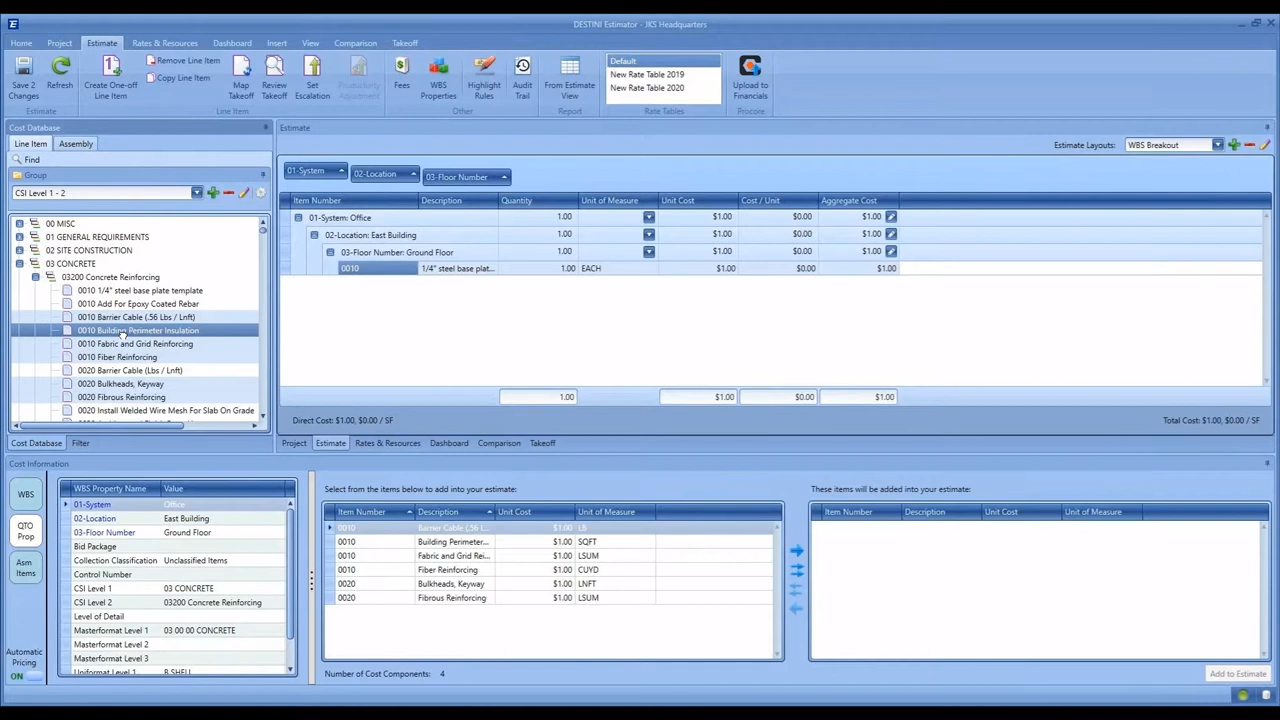 DESTINI Estimator - JKS Headquarters
Home Project Estimate Rates & Resources Dashboard Insert View Comparison Takeoff
Save 2 Changes
Refresh
Estimate
Create One-off Line Item
Remove Line Item
Copy Line Item
Map Takeoff
Review Takeoff
Set Escalation
Productivity Adjustment
Line Item
Fees
WBS Properties
Highlight Rules
Audit Trail
Other
From Estimate View
Report
Default
New Rate Table 2019
New Rate Table 2020
Rate Tables
Upload to Financials
Procore
Cost Database
Line Item Assembly
Find
Group
CSI Level 1 - 2
00 MISC
01 GENERAL REQUIREMENTS
02 SITE CONSTRUCTION
03 CONCRETE
03200 Concrete Reinforcing
0010 1/4" steel base plate template
0010 Add For Epoxy Coated Rebar
0010 Barrier Cable (.56 Lbs / Lnft)
0010 Building Perimeter Insulation
0010 Fabric and Grid Reinforcing
0010 Fiber Reinforcing
0020 Barrier Cable (Lbs / Lnft)
0020 Bulkheads, Keyway
0020 Fibrous Reinforcing
0020 Install Welded Wire Mesh For Slab On Grade
Cost Database Filter
Estimate
Estimate Layouts: WBS Breakout
01-System 02-Location 03-Floor Number
Item Number Description Quantity Unit of Measure Unit Cost Cost / Unit Aggregate Cost
01-System: Office 1.00 $1.00 $0.00 $1.00
02-Location: East Building 1.00 $1.00 $0.00 $1.00
03-Floor Number: Ground Floor 1.00 $1.00 $0.00 $1.00
0010 1/4" steel base plat... 1.00 EACH $1.00 $0.00 $1.00
1.00 $1.00 $0.00 $1.00
Direct Cost: $1.00, $0.00 / SF Total Cost: $1.00, $0.00 / SF
Project Estimate Rates & Resources Dashboard Comparison Takeoff
Cost Information
WBS
QTO Prop
Asm Items
Automatic Pricing
ON
WBS Property Name Value
01-System Office
02-Location East Building
03-Floor Number Ground Floor
Bid Package
Collection Classification Unclassified Items
Control Number
CSI Level 1 03 CONCRETE
CSI Level 2 03200 Concrete Reinforcing
Level of Detail
Masterformat Level 1 03 00 00 CONCRETE
Masterformat Level 2
Masterformat Level 3
Uniformat Level 1 B SHELL
Select from the items below to add into your estimate:
Item Number Description Unit Cost Unit of Measure
0010 Barrier Cable (.56 L... $1.00 LB
0010 Building Perimeter... $1.00 SQFT
0010 Fabric and Grid Rei... $1.00 LSUM
0010 Fiber Reinforcing $1.00 CUYD
0020 Bulkheads, Keyway $1.00 LNFT
0020 Fibrous Reinforcing $1.00 LSUM
Number of Cost Components: 4
These items will be added into your estimate:
Item Number Description Unit Cost Unit of Measure
Add to Estimate